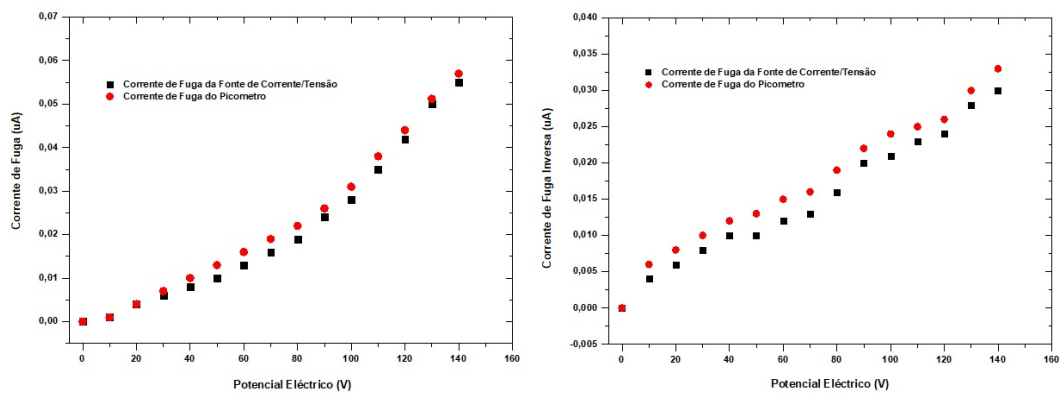 0,07
0,06
0,05
0,04
0,03
0,02
0,01
0,00
Corrente de Fuga (uA)
Corrente de Fuga da Fonte de Corrente/Tensão
Corrente de Fuga do Picometro
0 20 40 60 80 100 120 140 160
Potencial Eléctrico (V)
0,040
0,035
0,030
0,025
0,020
0,015
0,010
0,005
0,000
-0,005
Corrente de Fuga Inversa (uA)
Corrente de Fuga da Fonte de Corrente/Tensão
Corrente de Fuga do Picometro
0 20 40 60 80 100 120 140 160
Potencial Eléctrico (V)